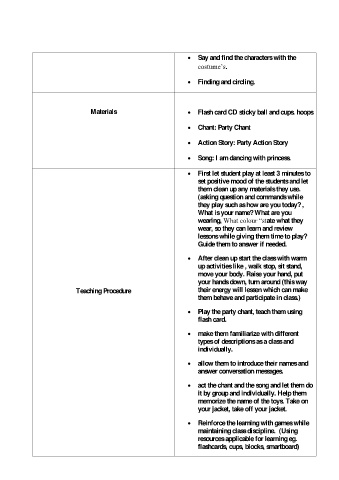 • Say and find the characters with the
costume's.
• Finding and circling.
Materials
• Flash card CD sticky ball and cups. hoops
• Chant: Party Chant
• Action Story: Party Action Story
• Song: I am dancing with princess.
Teaching Procedure
• First let student play at least 3 minutes to
set positive mood of the students and let
them clean up any materials they use.
(asking question and commands while
they play such as how are you today? ,
What is your name? What are you
wearing, What colour "state what they
wear, so they can learn and review
lessons while giving them time to play?
Guide them to answer if needed.
• After clean up start the class with warm
up activities like , walk stop, sit stand,
move your body. Raise your hand, put
your hands down, turn around (this way
their energy will lessen which can make
them behave and participate in class.)
• Play the party chant, teach them using
flash card.
• make them familiarize with different
types of descriptions as a class and
individually.
• allow them to introduce their names and
answer conversation messages.
• act the chant and the song and let them do
it by group and individually. Help them
memorize the name of the toys. Take on
your jacket, take off your jacket.
• Reinforce the learning with games while
maintaining class discipline. (Using
resources applicable for learning eg.
flashcards, cups, blocks, smartboard)